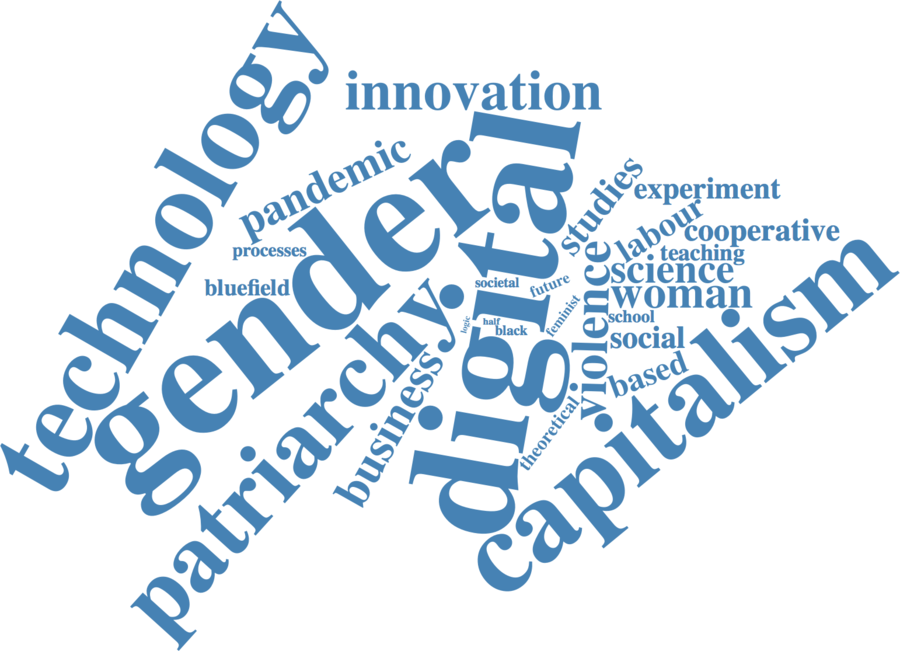 technology
innovation
pandemic
gender
digital
studies
experiment
labour
cooperative
processes
teaching
science
bluefield
societal
future
woman
violence
feminist
school
logic
half
black
social
patriarchy
business
based
theoretical
capitalism